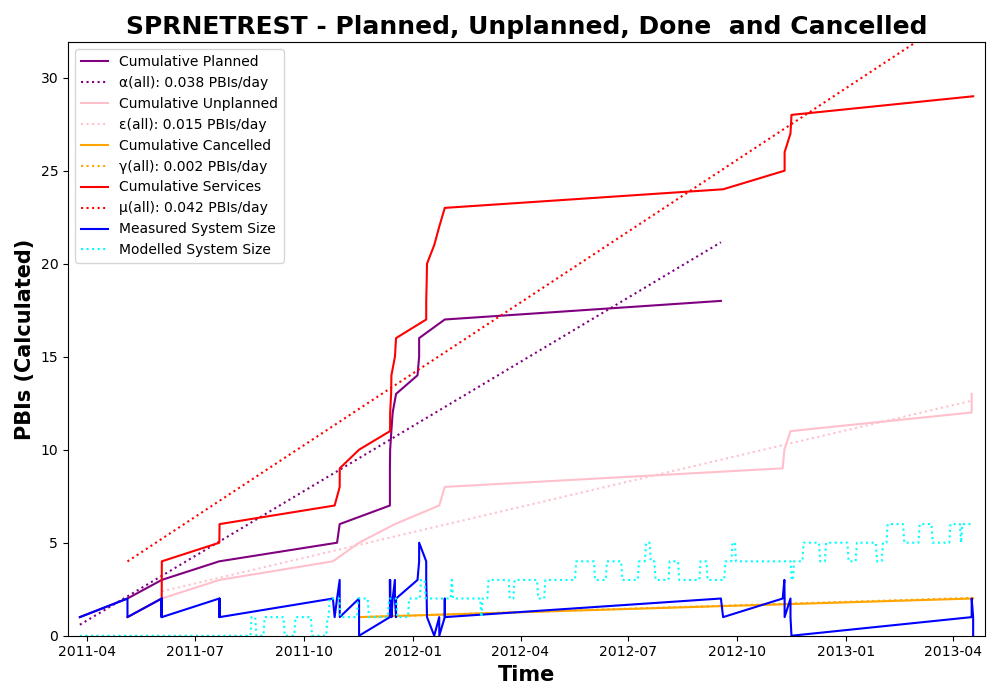 SPRNETREST - Planned, Unplanned, Done  and Cancelled
Cumulative Planned
α(all): 0.038 PBIs/day
Cumulative Unplanned
ε(all): 0.015 PBIs/day
Cumulative Cancelled
γ(all): 0.002 PBIs/day
Cumulative Services
μ(all): 0.042 PBIs/day
Measured System Size
Modelled System Size
PBIs (Calculated)
30
25
20
15
10
5
0
2011-04 2011-07 2011-10 2012-01 2012-04 2012-07 2012-10 2013-01 2013-04
Time